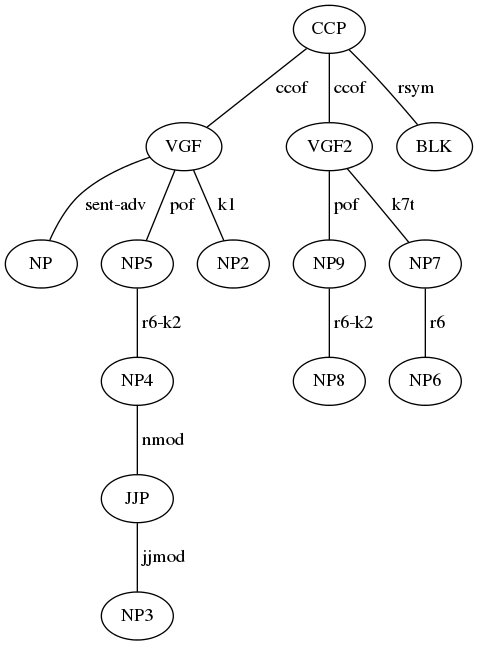 CCP
ccof ccof rsym
VGF VGF2 BLK
sent-adv pof k1 pof k7t
NP NP5 NP2 NP9 NP7
r6-k2 r6-k2 r6
NP4 NP8 NP6
nmod
JJP
jjmod
NP3